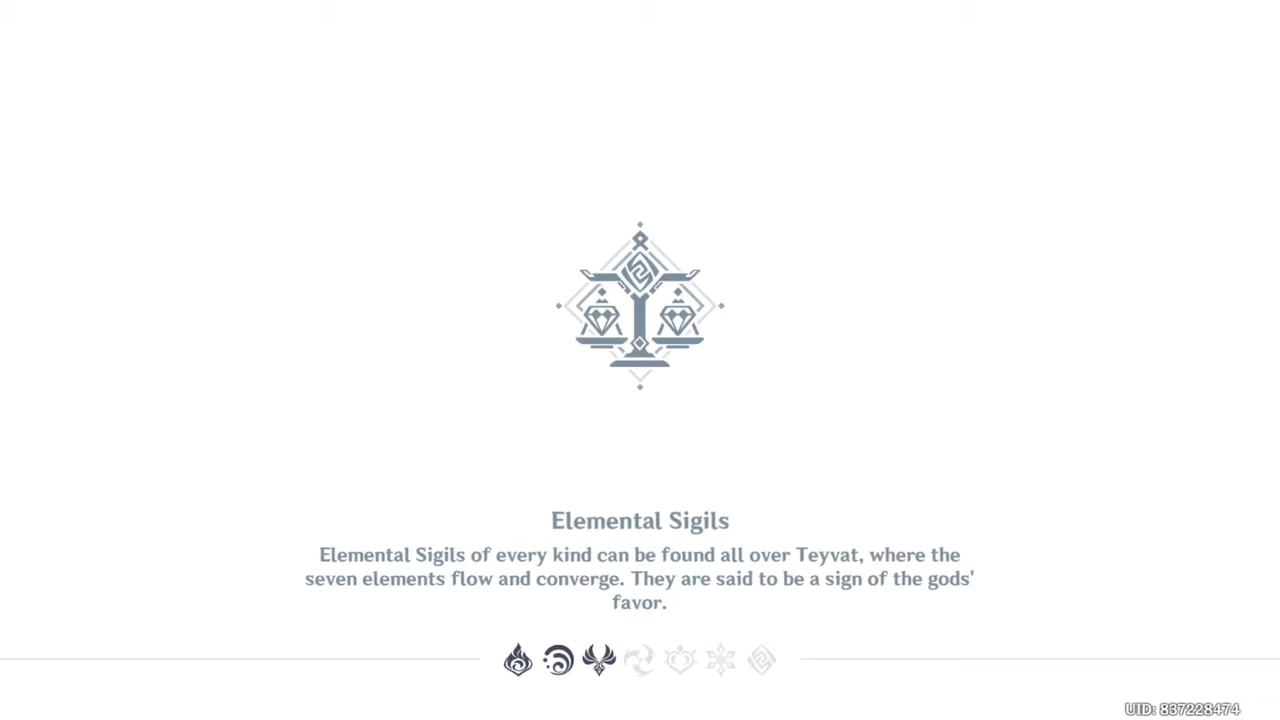 Elemental Sigils
Elemental Sigils of every kind can be found all over Teyvat, where the
seven elements flow and converge. They are said to be a sign of the gods'
favor.
UID: 837228474